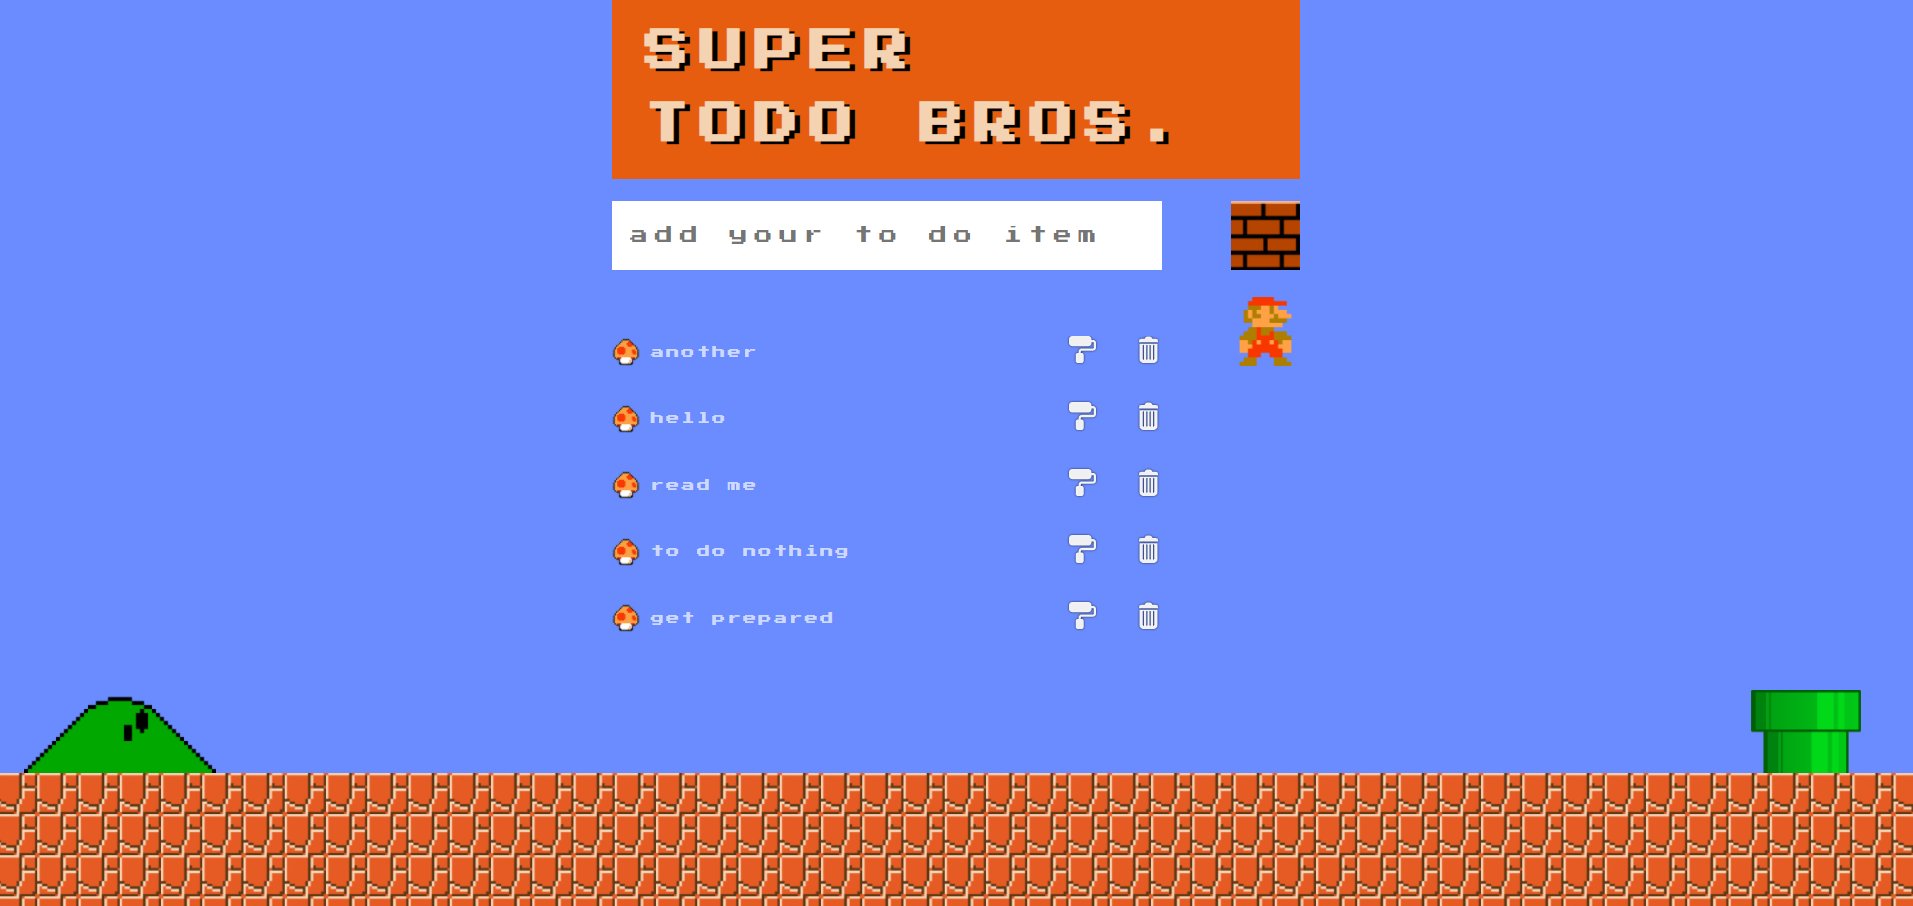 SUPER
TODO BROS.
add your to do item
another
hello
read me
to do nothing
get prepared